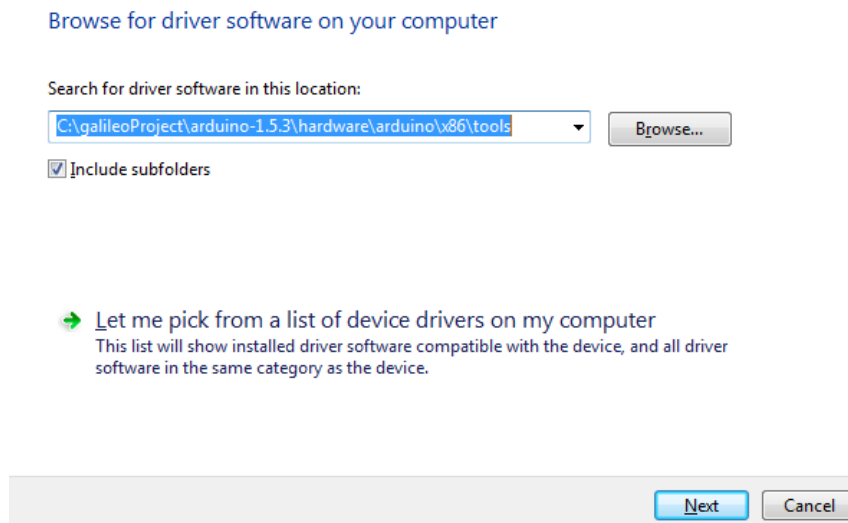 Browse for driver software on your computer
Search for driver software in this location:
C:\galileoProject\arduino-1.5.3\hardware\arduino\x86\tools
Browse...
Include subfolders
Let me pick from a list of device drivers on my computer
This list will show installed driver software compatible with the device, and all driver
software in the same category as the device.
Next
Cancel